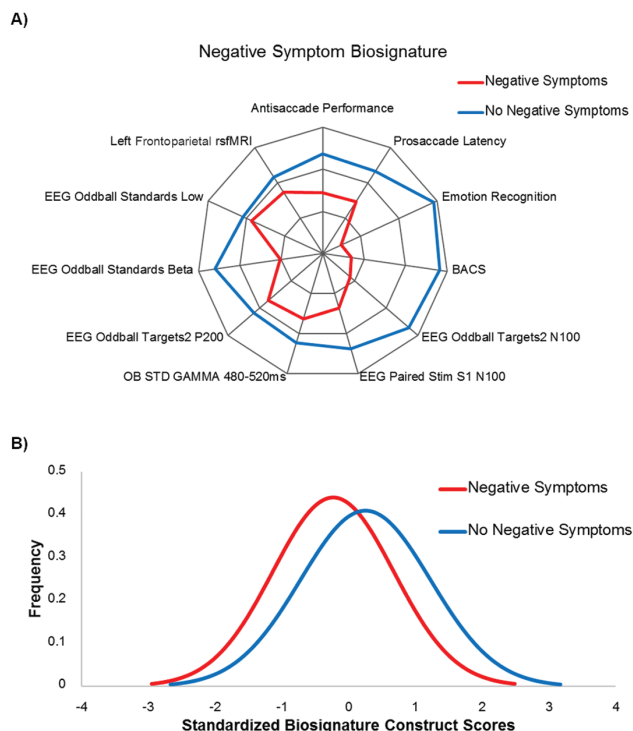 A)
Negative Symptom Biosignature
Negative Symptoms
No Negative Symptoms
Antisaccade Performance
Left Frontoparietal rsfMRI
Prosaccade Latency
EEG Oddball Standards Low
Emotion Recognition
EEG Oddball Standards Beta
BACS
EEG Oddball Targets2 P200
EEG Oddball Targets2 N100
OB STD GAMMA 480-520ms
EEG Paired Stim S1 N100
B)
0.5
0.4
0.3
0.2
0.1
0
Frequency
Negative Symptoms
No Negative Symptoms
-4 -3 -2 -1 0 1 2 3 4
Standardized Biosignature Construct Scores